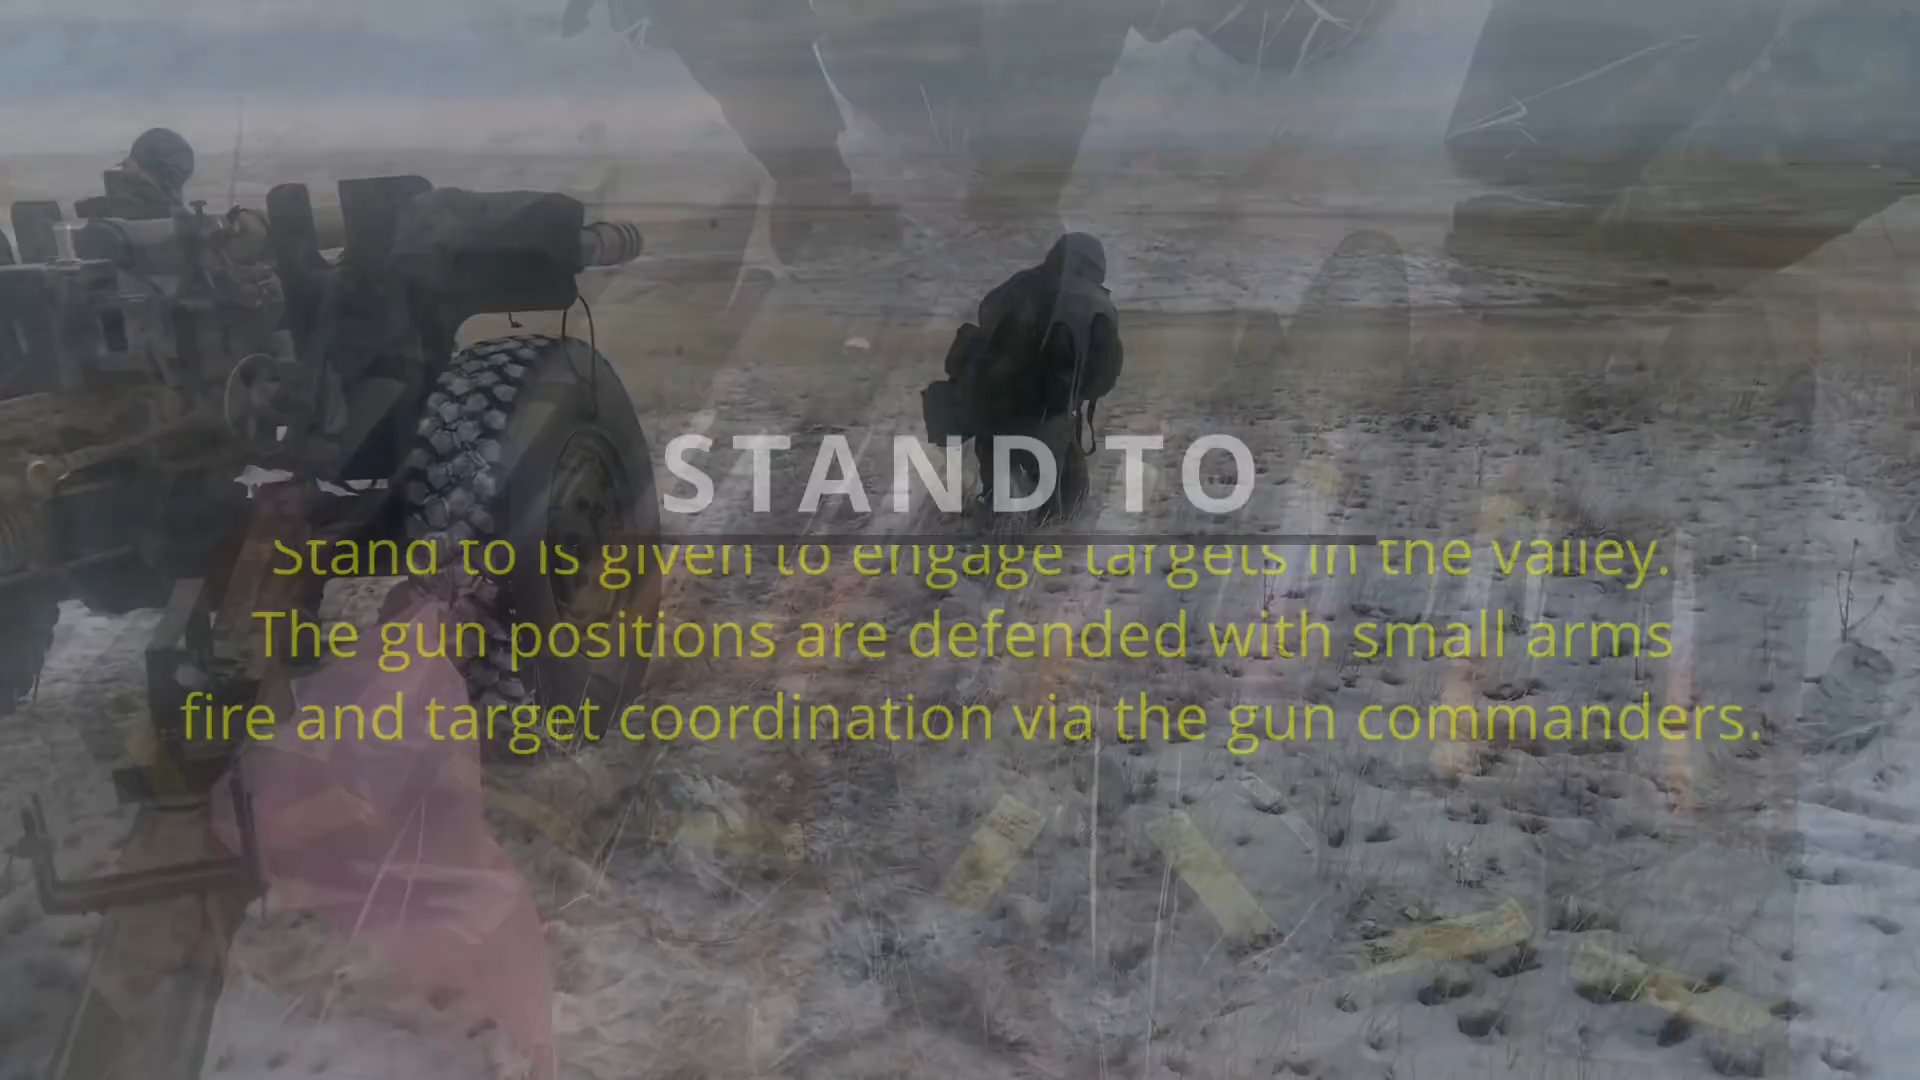 STAND TO
Stand to is given to engage targets in the valley.
The gun positions are defended with small arms
fire and target coordination via the gun commanders.